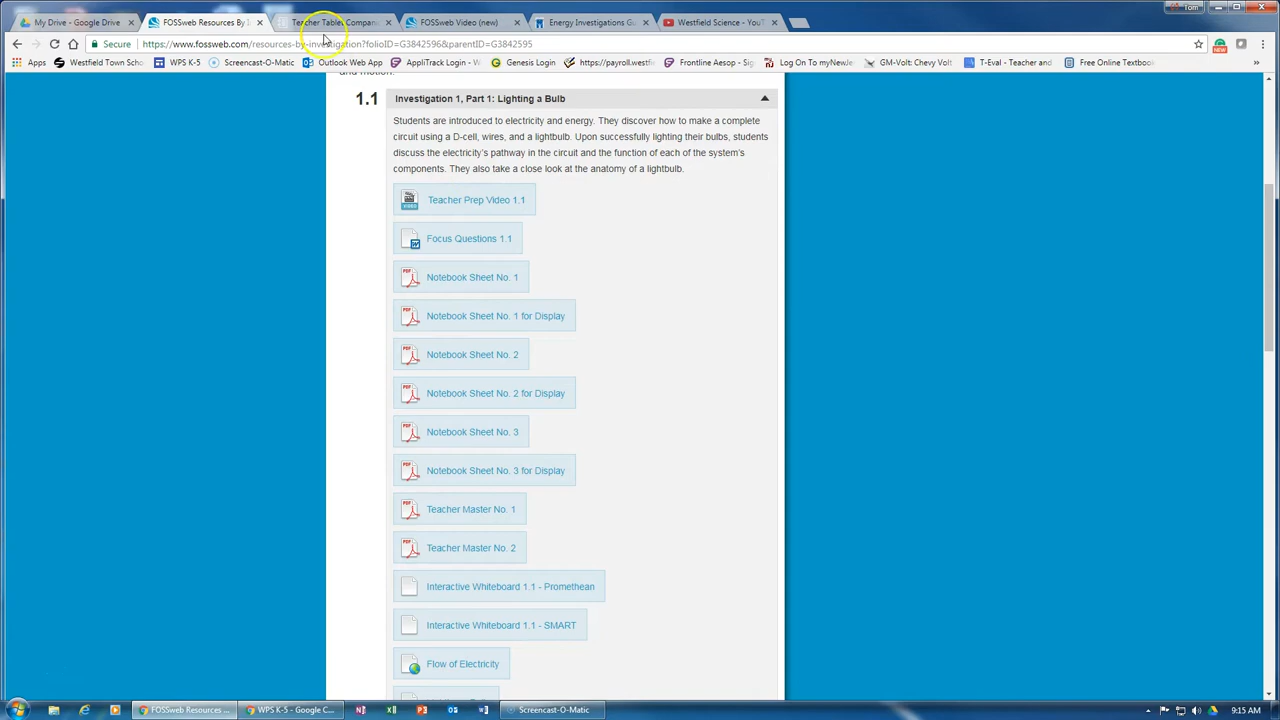 Tom
My Drive - Google Drive
FOSSweb Resources By I
Teacher Tablet Compani
FOSSweb Video (new)
Energy Investigations Gu
Westfield Science - YouT
Secure
https://www.fossweb.com/resources-by-investigation?folioID=G3842596&parentID=G3842595
Apps
Westfield Town Scho
WPS K-5
Screencast-O-Matic
Outlook Web App
AppliTrack Login - W
Genesis Login
https://payroll.westf
Frontline Aesop - Sig
Log On To myNewJe
GM-Volt: Chevy Volt
T-Eval - Teacher and
Free Online Textboo
»
and motion.
1.1 Investigation 1, Part 1: Lighting a Bulb
Students are introduced to electricity and energy. They discover how to make a complete
circuit using a D-cell, wires, and a lightbulb. Upon successfully lighting their bulbs, students
discuss the electricity's pathway in the circuit and the function of each of the system's
components. They also take a close look at the anatomy of a lightbulb.
Teacher Prep Video 1.1
Focus Questions 1.1
Notebook Sheet No. 1
Notebook Sheet No. 1 for Display
Notebook Sheet No. 2
Notebook Sheet No. 2 for Display
Notebook Sheet No. 3
Notebook Sheet No. 3 for Display
Teacher Master No. 1
Teacher Master No. 2
Interactive Whiteboard 1.1 - Promethean
Interactive Whiteboard 1.1 - SMART
Flow of Electricity
FOSSweb Resources ...
WPS K-5 - Google C...
Screencast-O-Matic
9:15 AM